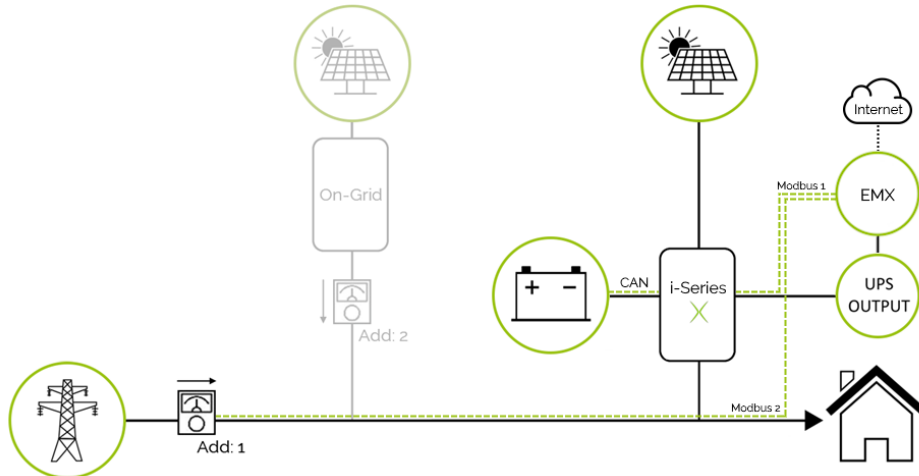 Internet
On-Grid
Modbus 1
EMX
CAN
i-Series
X
UPS
OUTPUT
Add: 2
Modbus 2
Add: 1